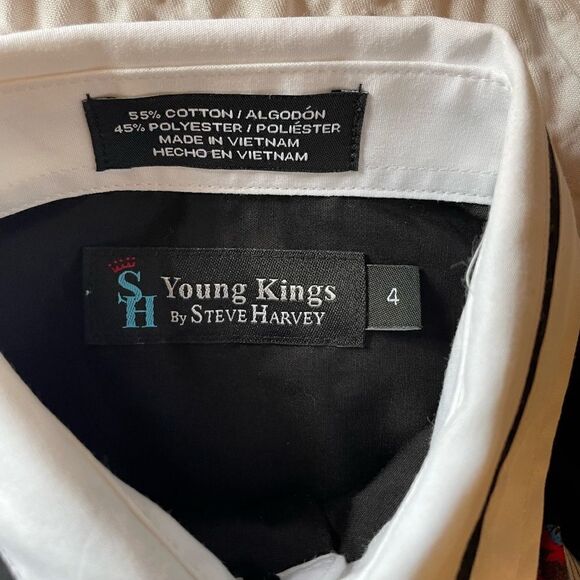 55% COTTON / ALGODÓN
45% POLYESTER / POLIÉSTER
MADE IN VIETNAM
HECHO EN VIETNAM
SH
Young Kings
By STEVE HARVEY
4